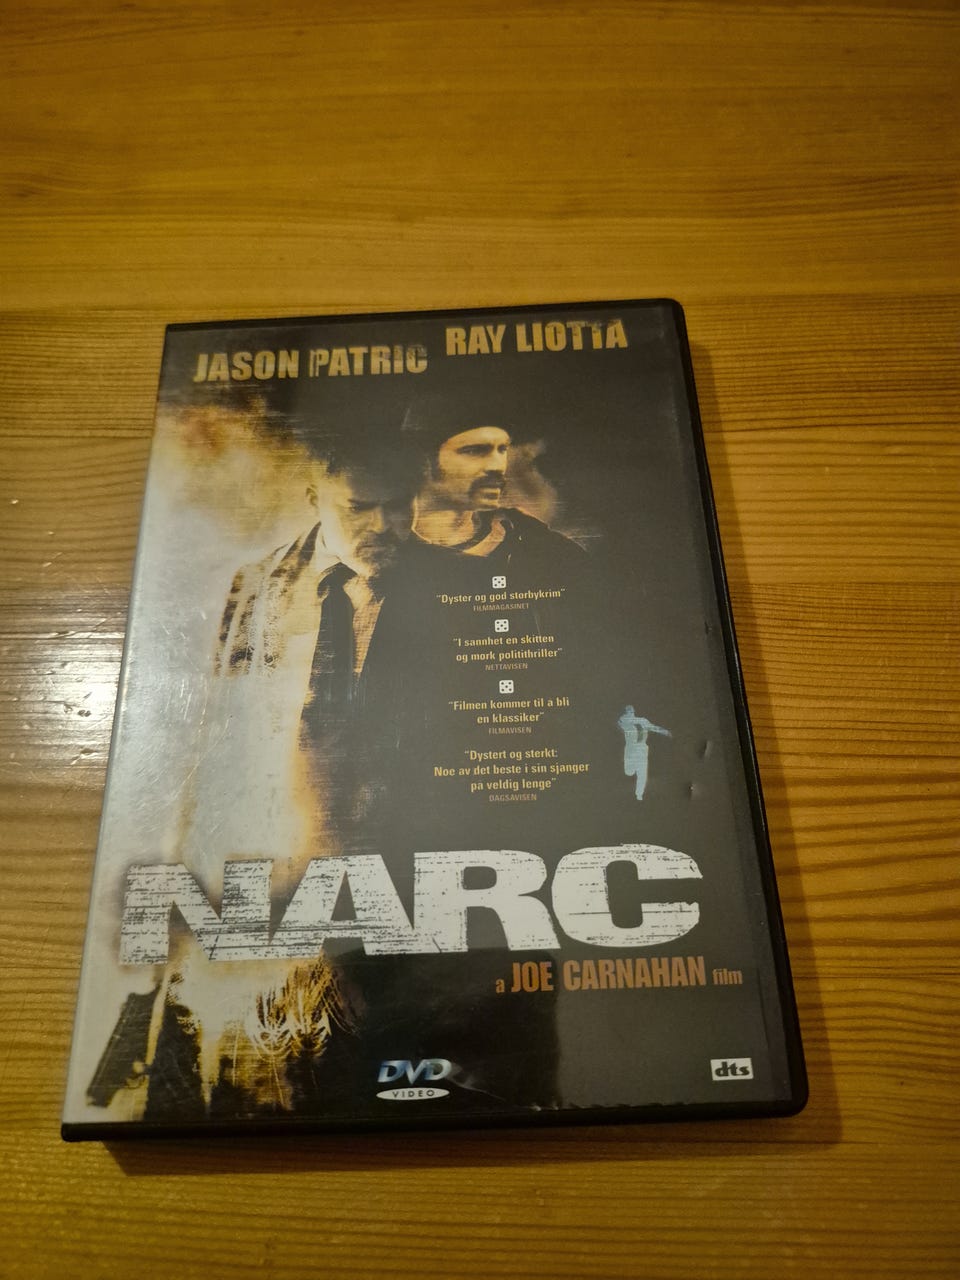 JASON PATRIC RAY LIOTTA
"Dyster og god storbykrim"
FILMMAGASINET
"I sannhet en skitten
og mørk politithriller"
NETTAVISEN
"Filmen kommer til å bli
en klassiker"
FILMAVISEN
"Dystert og sterkt:
Noe av det beste i sin sjanger
på veldig lenge"
DAGSAVISEN
NARC
a JOE CARNAHAN film
DVD
VIDEO
dts